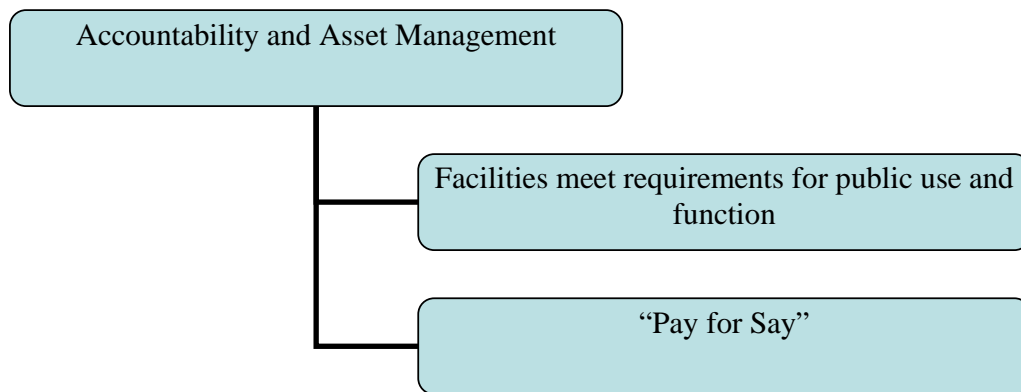 Accountability and Asset Management
Facilities meet requirements for public use and
function
“Pay for Say”